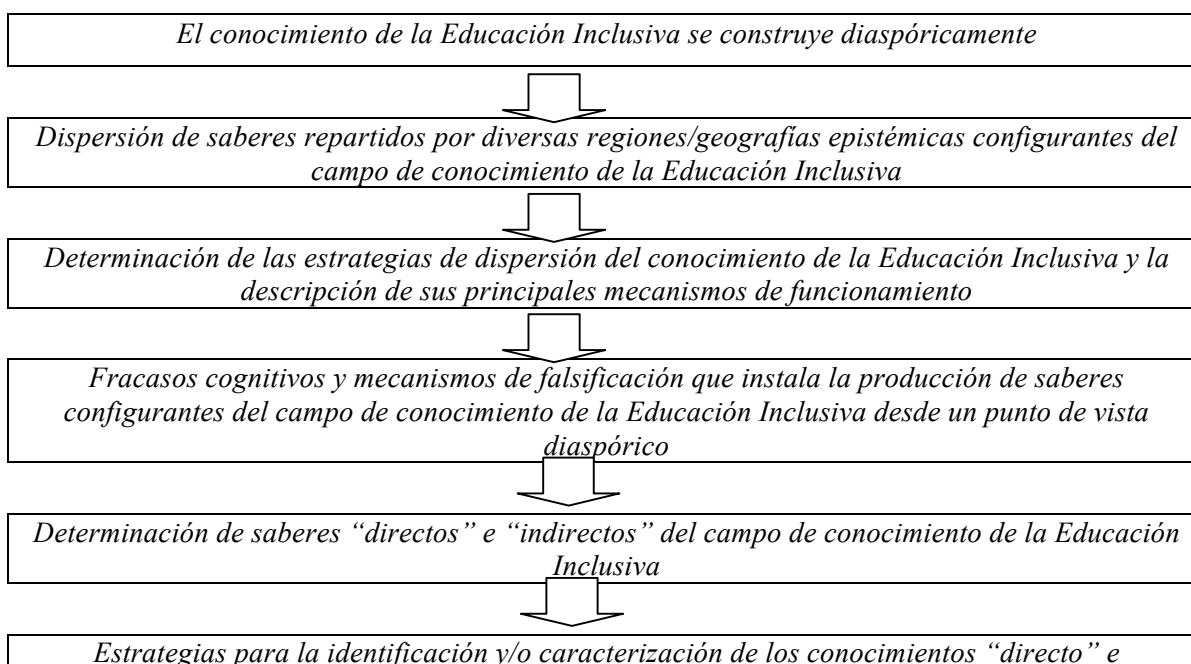 El conocimiento de la Educación Inclusiva se construye diaspóricamente
Dispersión de saberes repartidos por diversas regiones/geografías epistémicas configurantes del
campo de conocimiento de la Educación Inclusiva
Determinación de las estrategias de dispersión del conocimiento de la Educación Inclusiva y la
descripción de sus principales mecanismos de funcionamiento
Fracasos cognitivos y mecanismos de falsificación que instala la producción de saberes
configurantes del campo de conocimiento de la Educación Inclusiva desde un punto de vista
diaspórico
Determinación de saberes “directos” e “indirectos” del campo de conocimiento de la Educación
Inclusiva
Estrategias para la identificación y/o caracterización de los conocimientos “directo” e